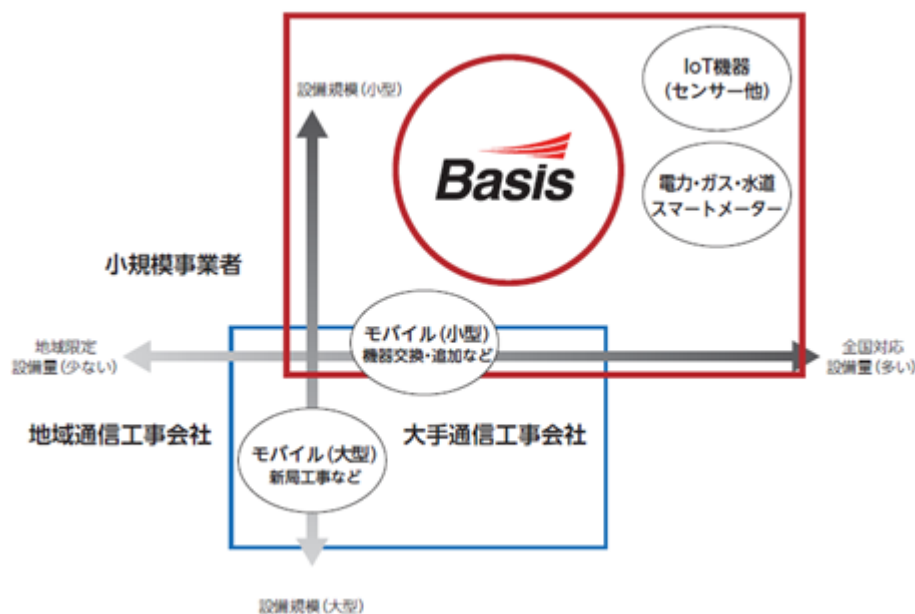 IoT機器
(センサー他)
設備規模(小型)
Basis
電力・ガス・水道
スマートメーター
小規模事業者
モバイル(小型)
機器交換・追加など
地域限定
設備量(少ない)
全国対応
設備量(多い)
地域通信工事会社
大手通信工事会社
モバイル(大型)
新局工事など
設備規模(大型)